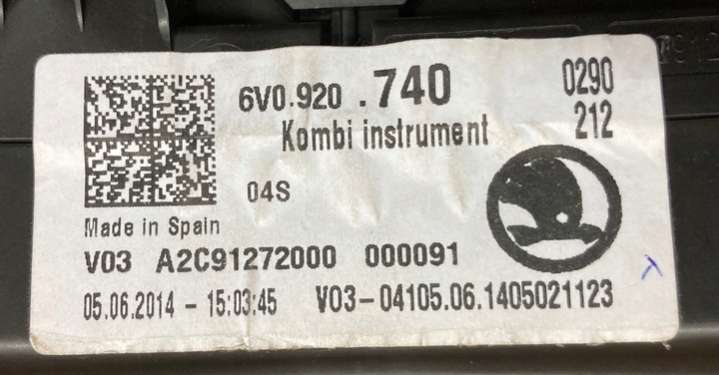 6V0.920 .740 0290
Kombi instrument 212
04S
Made in Spain
V03 A2C91272000 000091
05.06.2014 - 15:03:45 V03-04105.06.1405021123